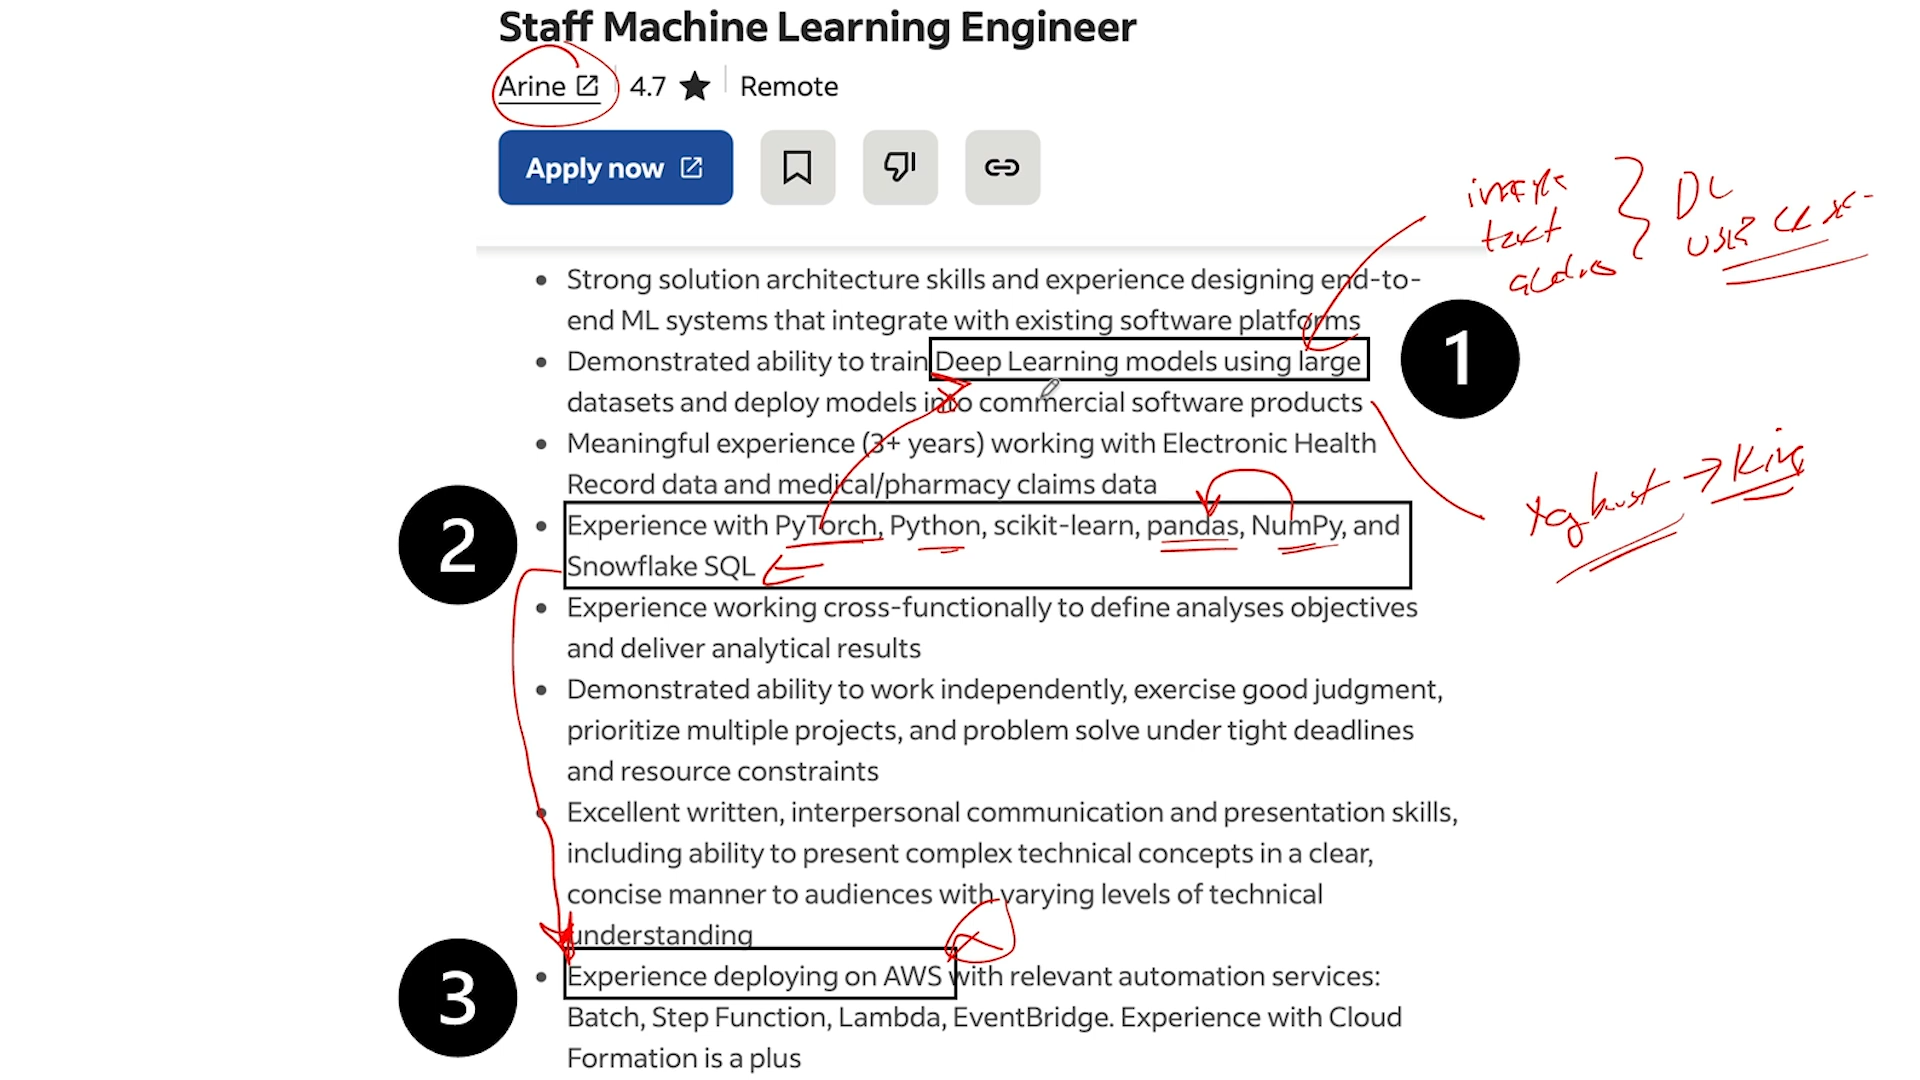 Staff Machine Learning Engineer
Arine 4.7 ★ Remote
Apply now
text
DL
1
• Strong solution architecture skills and experience designing end-to-
end ML systems that integrate with existing software platforms
• Demonstrated ability to train Deep Learning models using large
datasets and deploy models into commercial software products
• Meaningful experience (3+ years) working with Electronic Health
Record data and medical/pharmacy claims data
→ King
2
• Experience with PyTorch, Python, scikit-learn, pandas, NumPy, and
Snowflake SQL
• Experience working cross-functionally to define analyses objectives
and deliver analytical results
• Demonstrated ability to work independently, exercise good judgment,
prioritize multiple projects, and problem solve under tight deadlines
and resource constraints
• Excellent written, interpersonal communication and presentation skills,
including ability to present complex technical concepts in a clear,
concise manner to audiences with varying levels of technical
understanding
3
• Experience deploying on AWS with relevant automation services:
Batch, Step Function, Lambda, EventBridge. Experience with Cloud
Formation is a plus